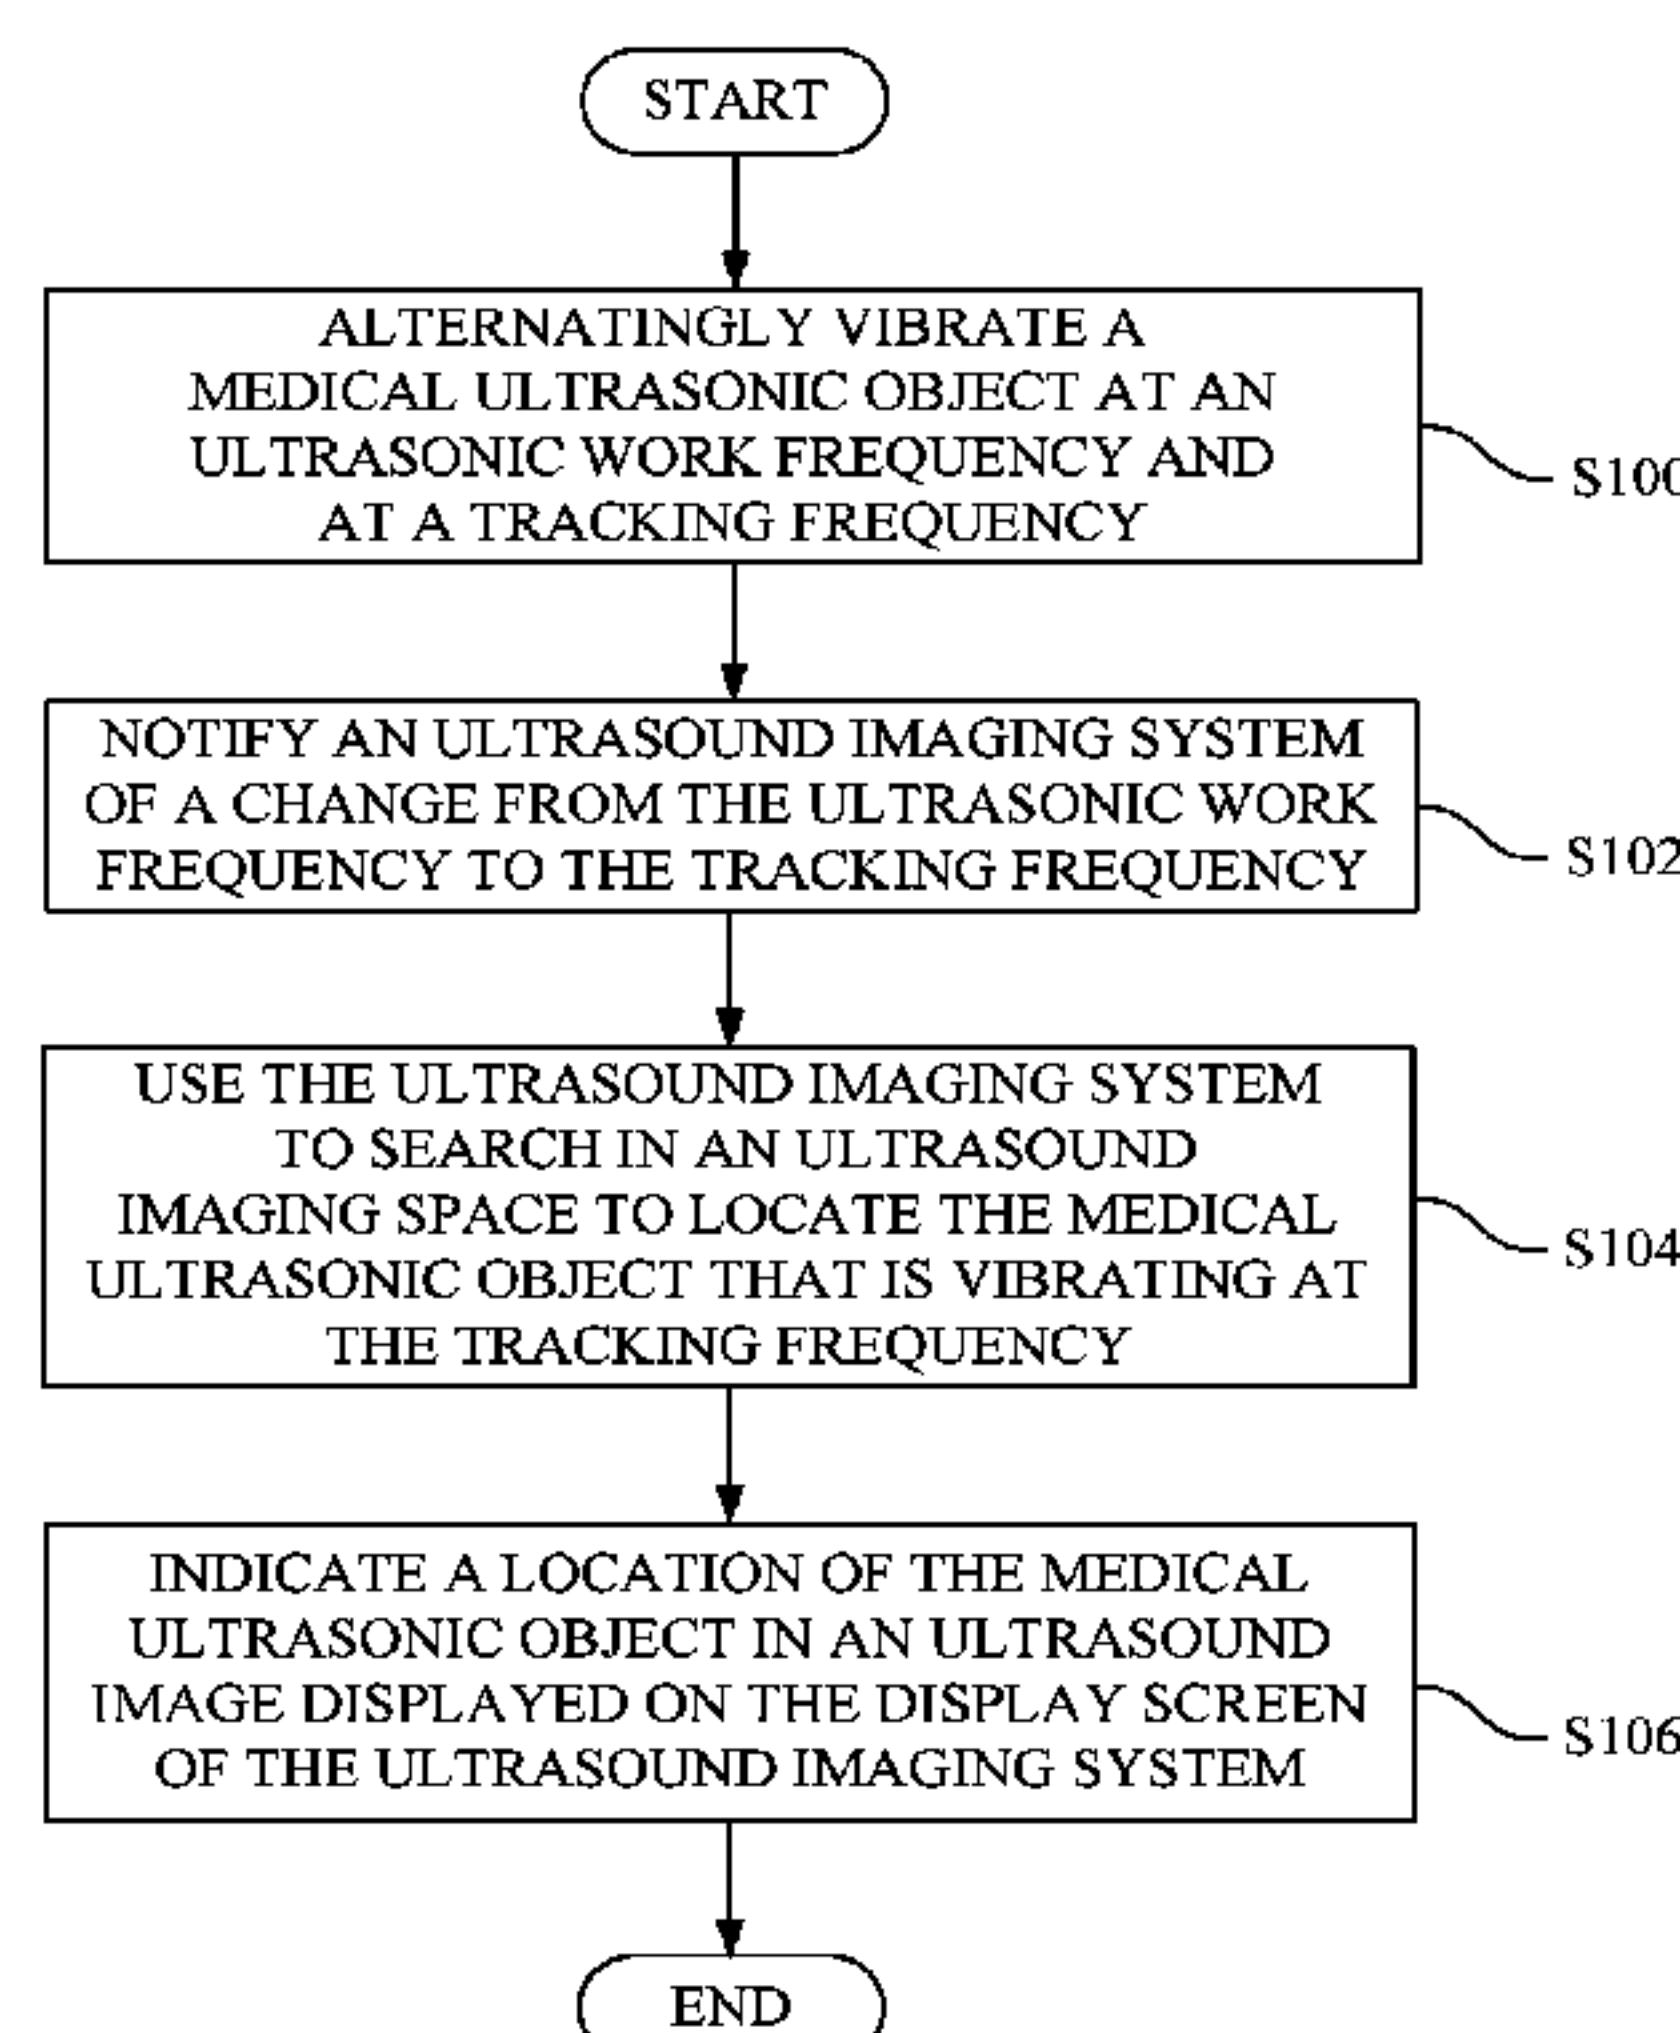 START
ALTERNATINGLY VIBRATE A
MEDICAL ULTRASONIC OBJECT AT AN
ULTRASONIC WORK FREQUENCY AND
AT A TRACKING FREQUENCY
S100
NOTIFY AN ULTRASOUND IMAGING SYSTEM
OF A CHANGE FROM THE ULTRASONIC WORK
FREQUENCY TO THE TRACKING FREQUENCY
S102
USE THE ULTRASOUND IMAGING SYSTEM
TO SEARCH IN AN ULTRASOUND
IMAGING SPACE TO LOCATE THE MEDICAL
ULTRASONIC OBJECT THAT IS VIBRATING AT
THE TRACKING FREQUENCY
S104
INDICATE A LOCATION OF THE MEDICAL
ULTRASONIC OBJECT IN AN ULTRASOUND
IMAGE DISPLAYED ON THE DISPLAY SCREEN
OF THE ULTRASOUND IMAGING SYSTEM
S106
END